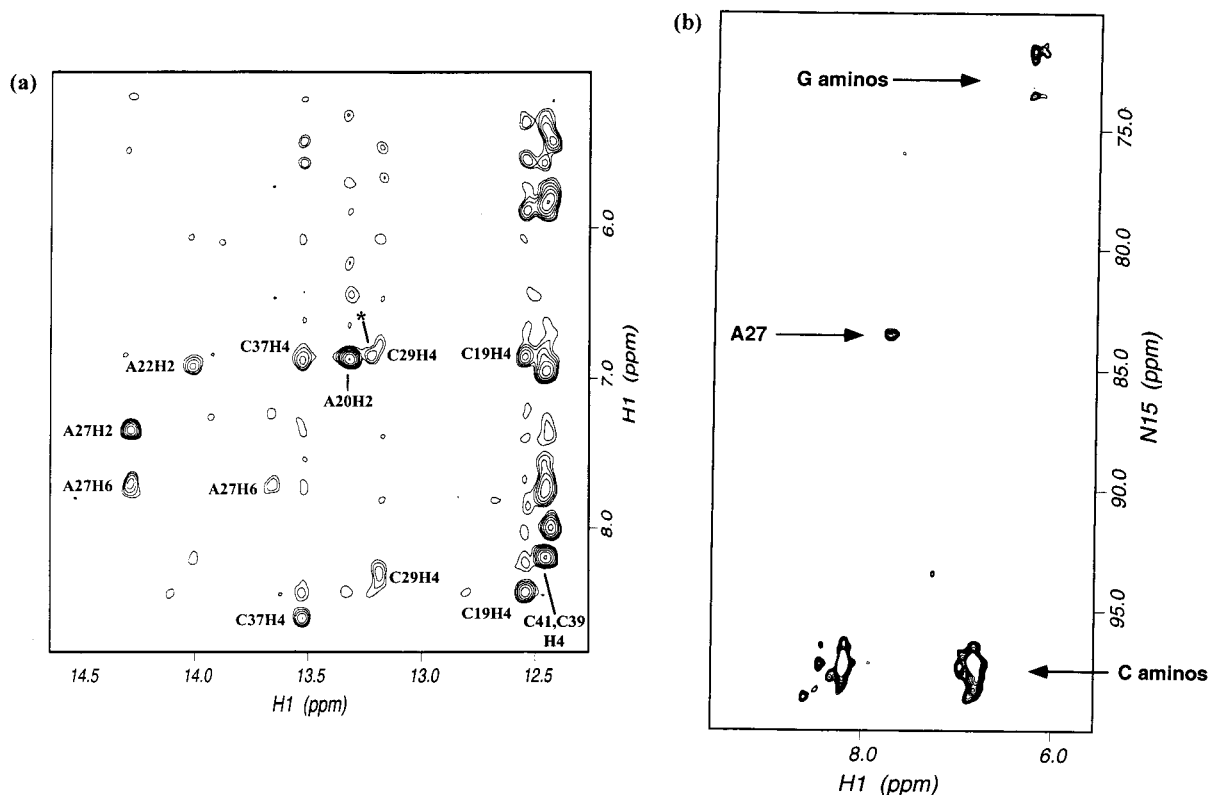 (a)
A22H2
C37H4
*
C29H4
A20H2
C19H4
A27H2
A27H6
A27H6
C29H4
C37H4
C19H4
C41,C39
H4
6.0
7.0
8.0
H1 (ppm)
14.5
14.0
13.5
13.0
12.5
H1 (ppm)
(b)
G aminos
A27
C aminos
75.0
80.0
85.0
90.0
95.0
N15 (ppm)
8.0
6.0
H1 (ppm)